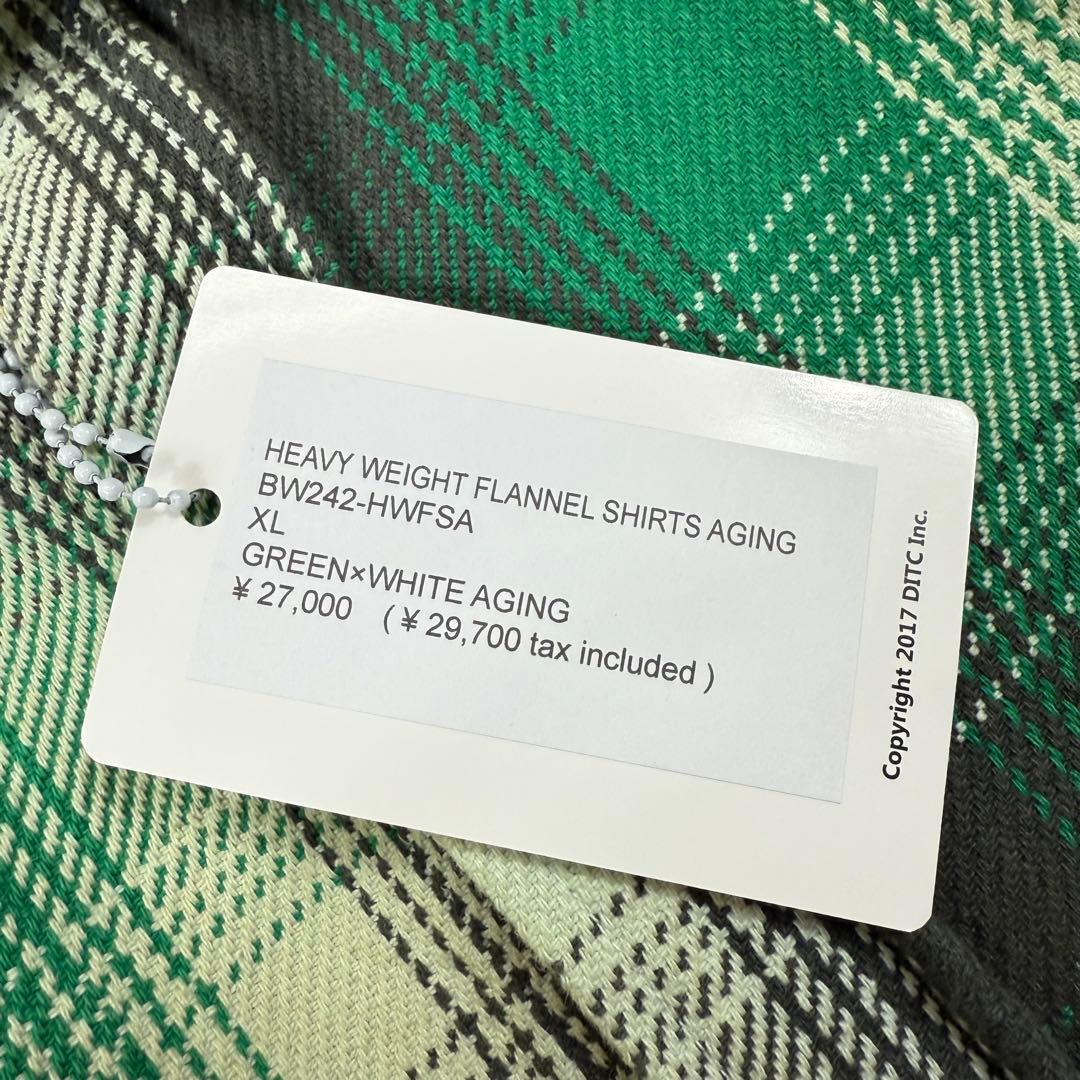 HEAVY WEIGHT FLANNEL SHIRTS AGING
BW242-HWFSA
XL
GREEN×WHITE AGING
¥ 27,000 ( ¥ 29,700 tax included )
Copyright 2017 DITC Inc.